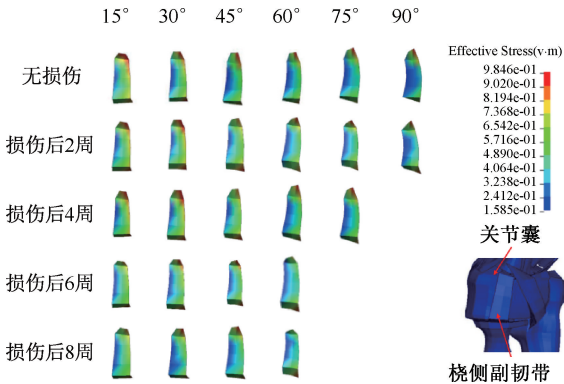 15° 30° 45° 60° 75° 90°
无损伤
损伤后2周
损伤后4周
损伤后6周
损伤后8周
Effective Stress(v·m)
9.846e-01
9.020e-01
8.194e-01
7.368e-01
6.542e-01
5.716e-01
4.890e-01
4.064e-01
3.238e-01
2.412e-01
1.585e-01
关节囊
桡侧副韧带